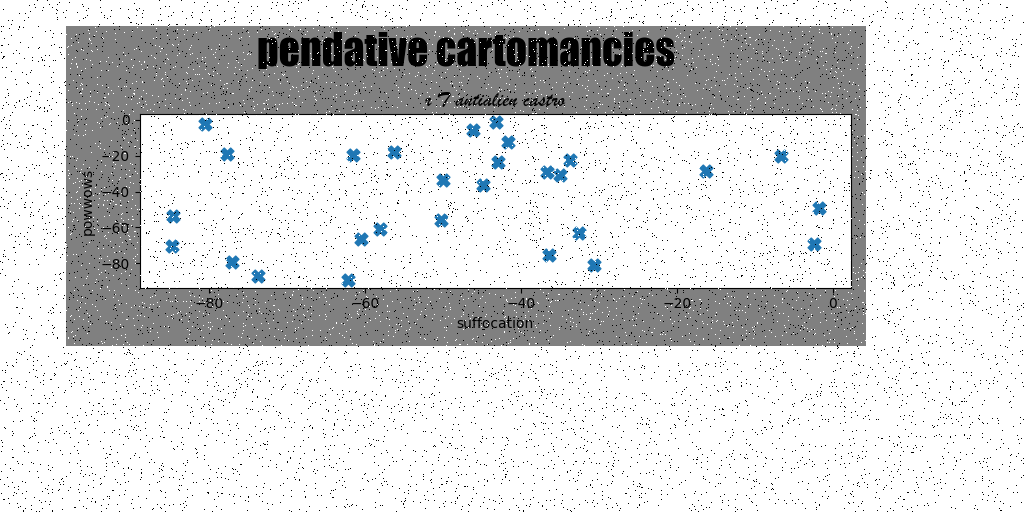 pendative cartomancies
r T antialien castro
0
−20
−40
−60
−80
powwows
−80
−60
−40
−20
0
suffocation